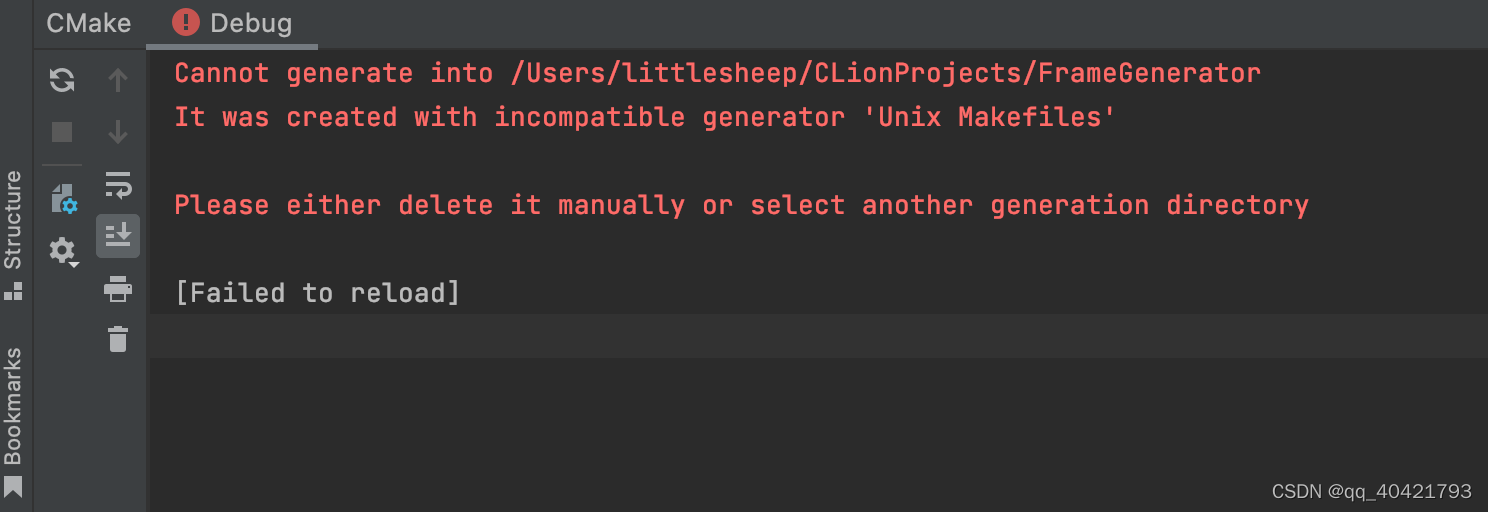 CMake
Debug
Cannot generate into /Users/littlesheep/CLionProjects/FrameGenerator
It was created with incompatible generator 'Unix Makefiles'
Please either delete it manually or select another generation directory
[Failed to reload]
Structure
Bookmarks
CSDN @qq_40421793